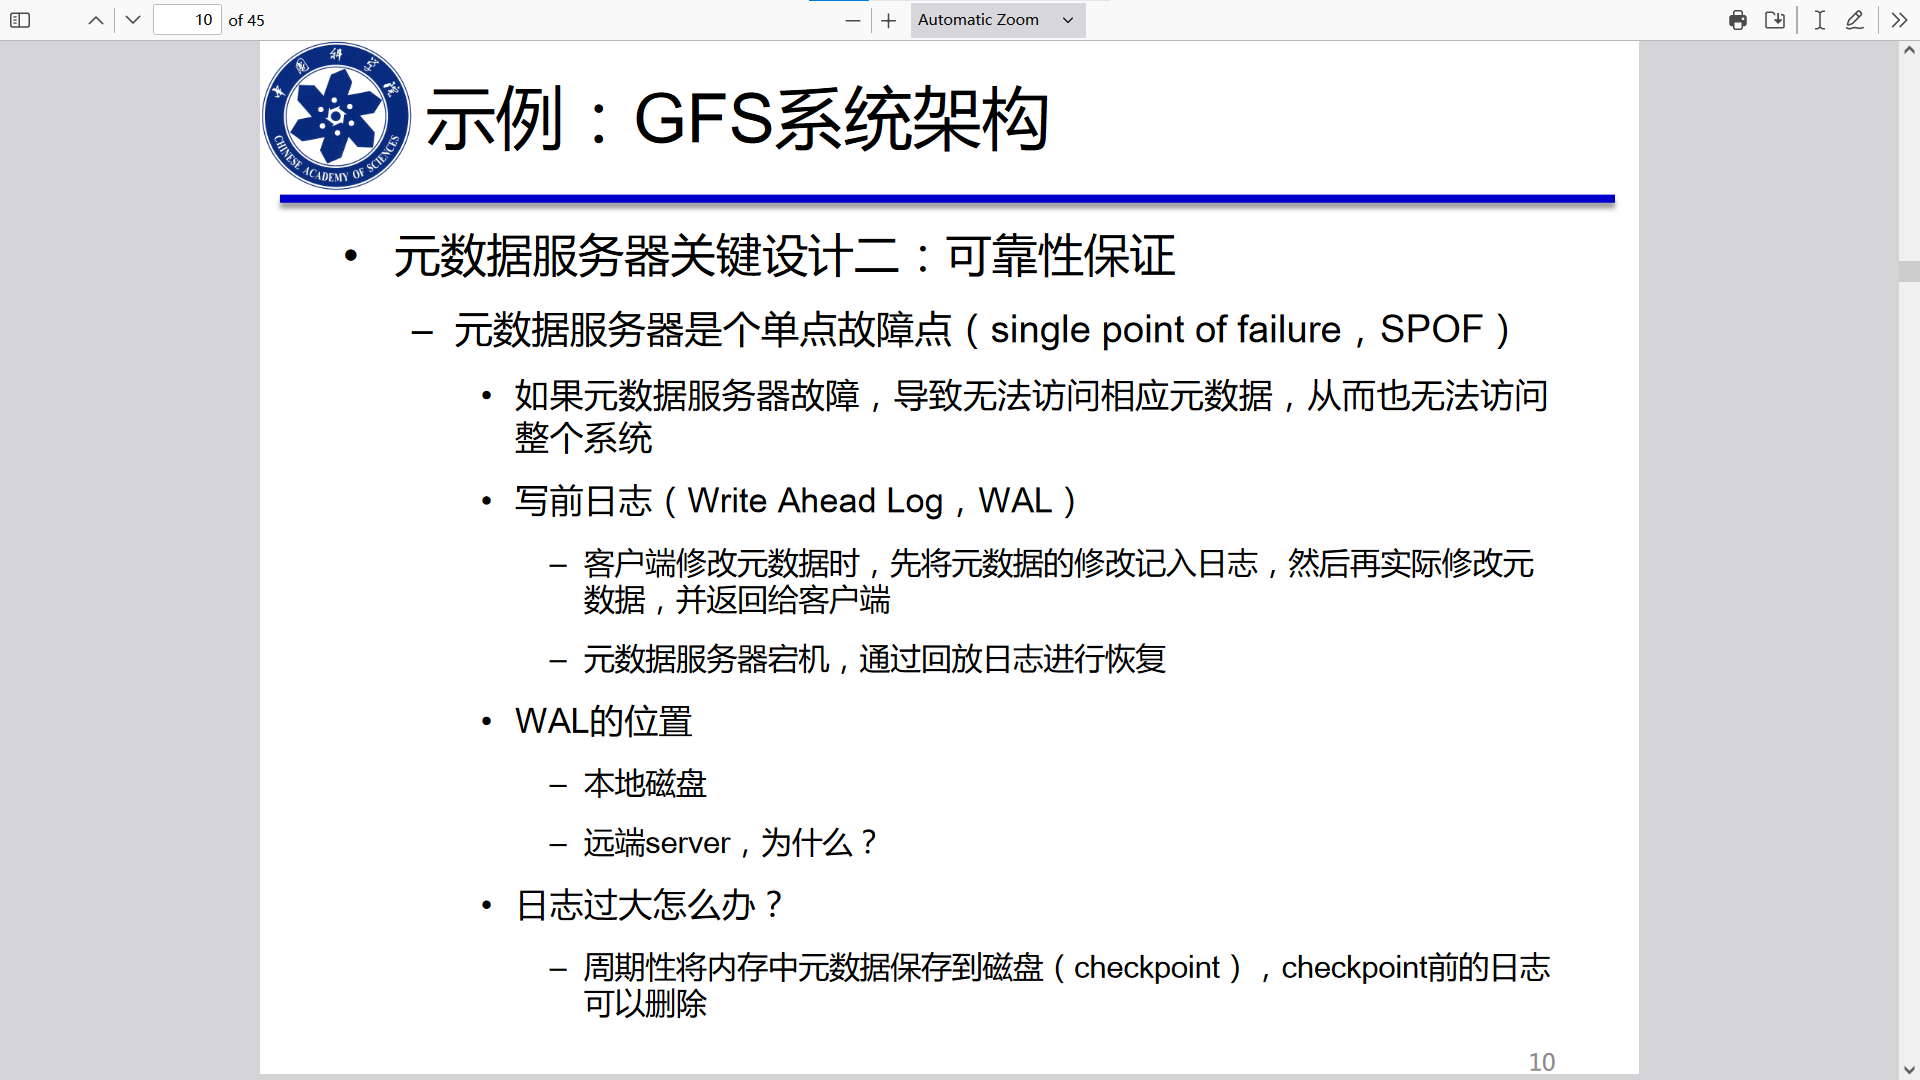 10 of 45
Automatic Zoom
中国科学院
CHINESE ACADEMY OF SCIENCES
示例：GFS系统架构
• 元数据服务器关键设计二：可靠性保证
– 元数据服务器是个单点故障点（single point of failure，SPOF）
• 如果元数据服务器故障，导致无法访问相应元数据，从而也无法访问
整个系统
• 写前日志（Write Ahead Log，WAL）
– 客户端修改元数据时，先将元数据的修改记入日志，然后再实际修改元
数据，并返回给客户端
– 元数据服务器宕机，通过回放日志进行恢复
• WAL的位置
– 本地磁盘
– 远端server，为什么？
• 日志过大怎么办？
– 周期性将内存中元数据保存到磁盘（checkpoint），checkpoint前的日志
可以删除
10